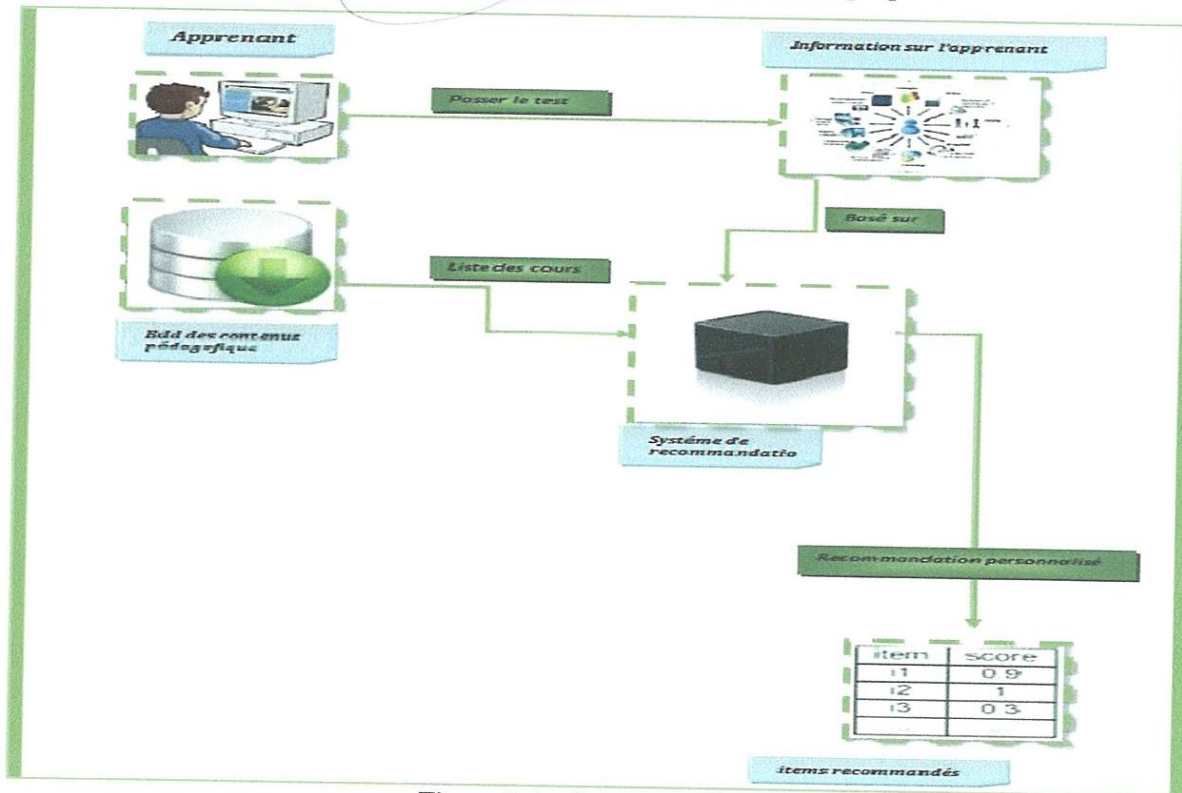 Apprenant
Information sur l'apprenant
Passer le test
Basé sur
Liste des cours
Bdd des contenus
pédagofique
Systéme de
recommandatio
Recommandation personnalisé
item score
i1 0 9
i2 1
i3 0 3
items recommandés